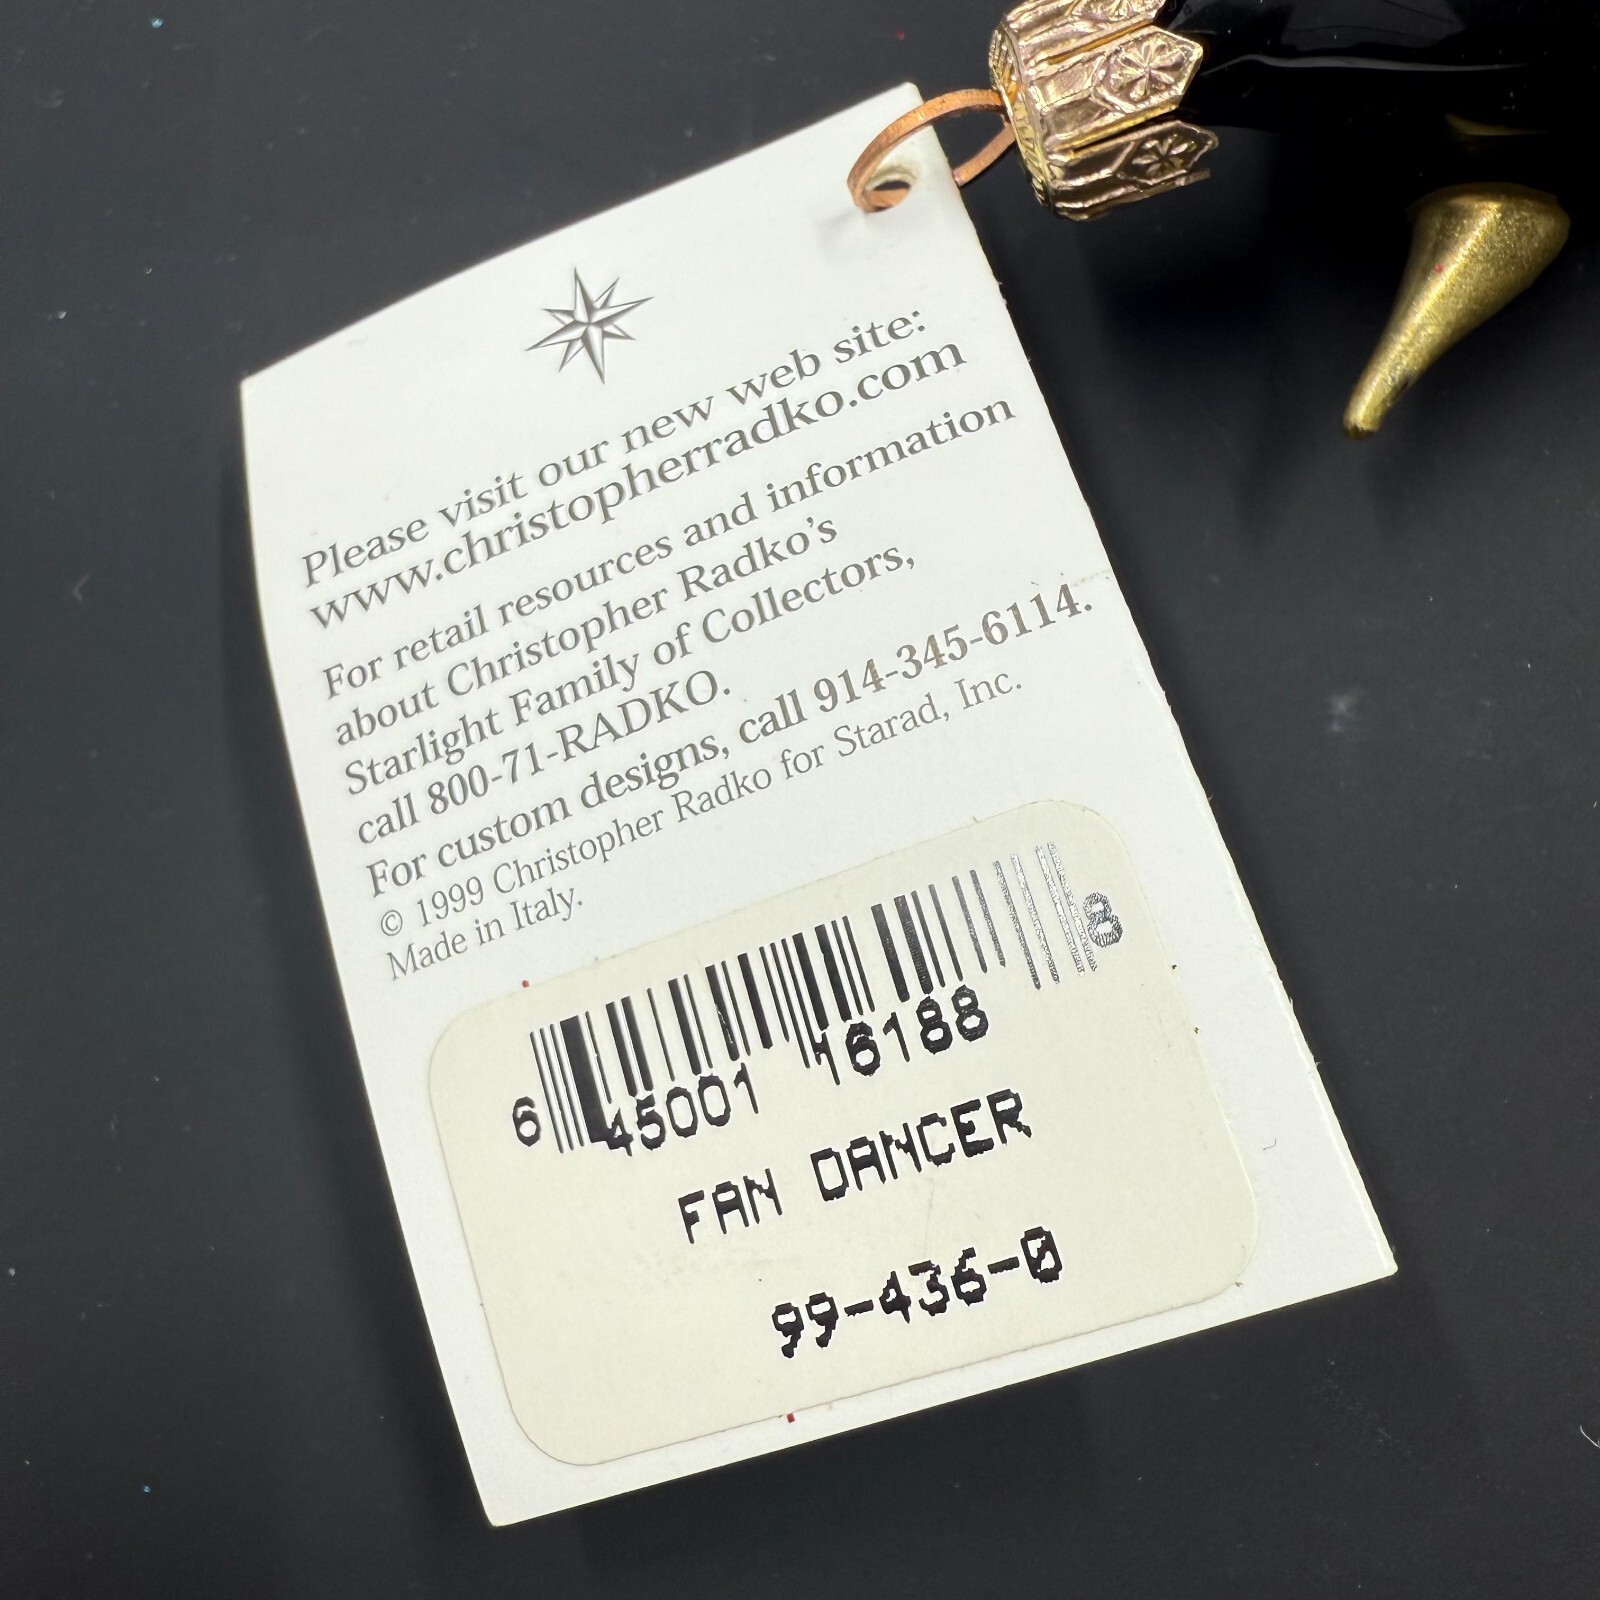 Please visit our new web site:
www.christopherradko.com
For retail resources and information
about Christopher Radko's
Starlight Family of Collectors,
call 800-71-RADKO.
For custom designs, call 914-345-6114.
© 1999 Christopher Radko for Starad, Inc.
Made in Italy.
6 45001 16188 8
FAN DANCER
99-436-0